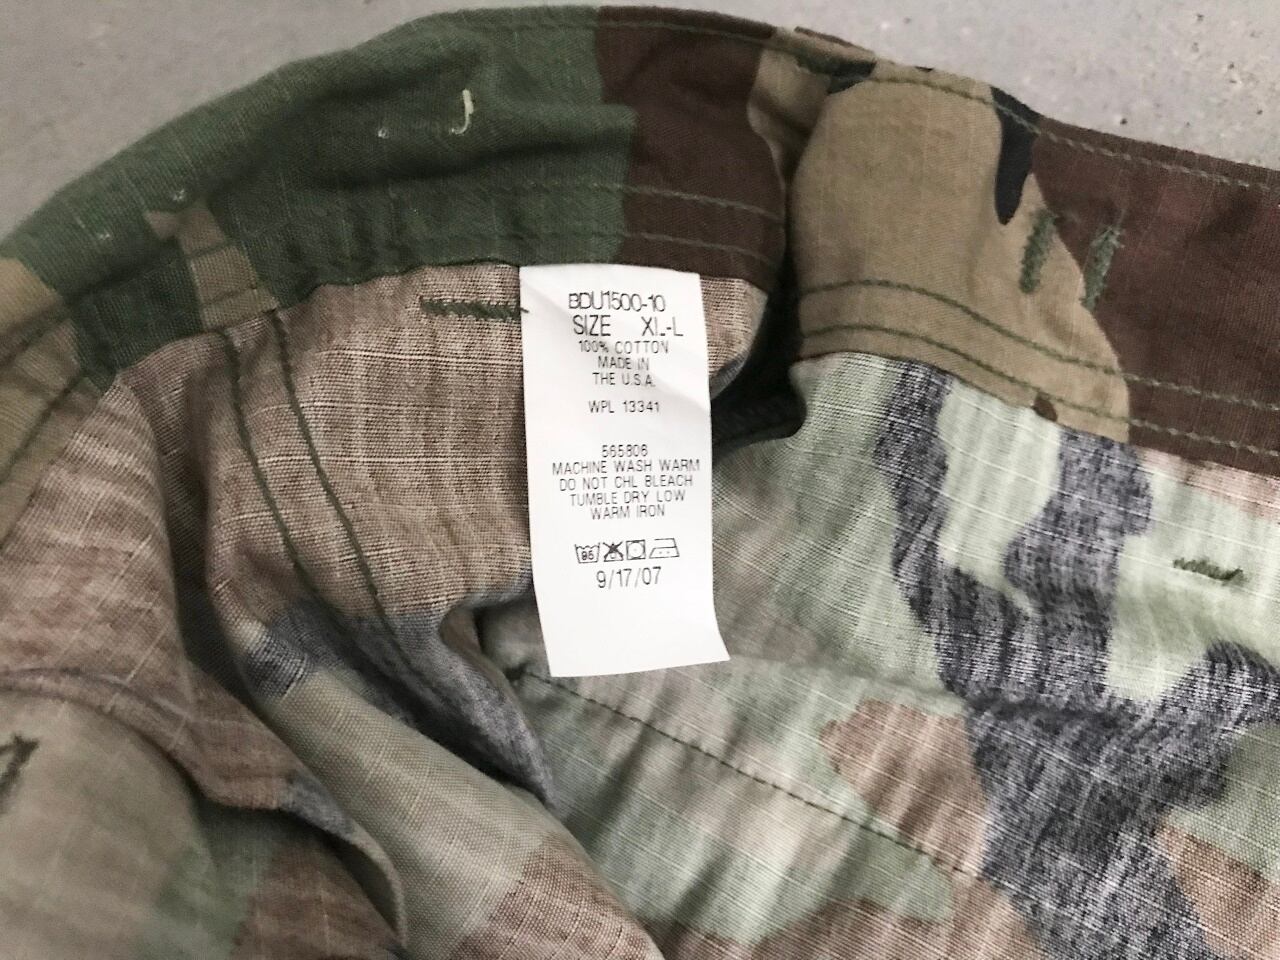 BDU1500-10
SIZE XL-L
100% COTTON
MADE IN
THE U.S.A.
WPL 13341
565806
MACHINE WASH WARM
DO NOT CHL BLEACH
TUMBLE DRY LOW
WARM IRON
9/17/07